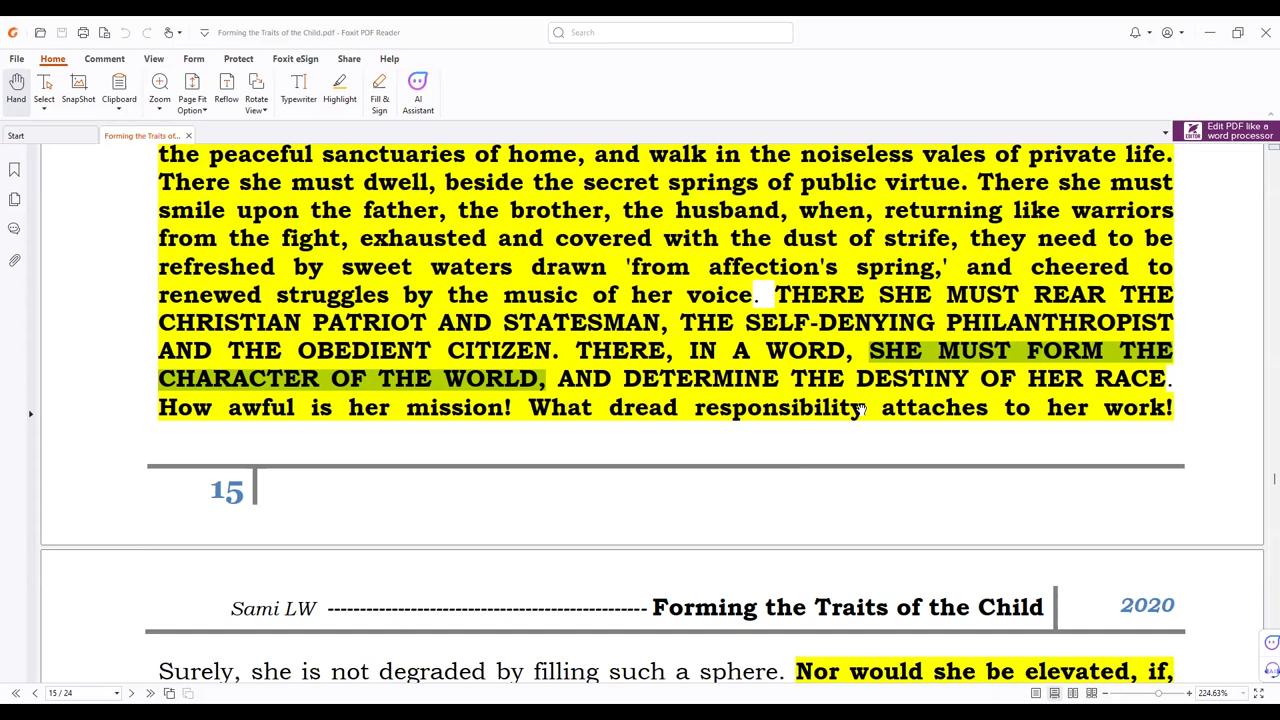 Forming the Traits of the Child.pdf - Foxit PDF Reader
Search
File Home Comment View Form Protect Foxit eSign Share Help
Hand Select SnapShot Clipboard Zoom Page Fit Option Reflow Rotate View Typewriter Highlight Fill & Sign AI Assistant
Start Forming the Traits of... Edit PDF like a word processor
EDITOR
the peaceful sanctuaries of home, and walk in the noiseless vales of private life.
There she must dwell, beside the secret springs of public virtue. There she must
smile upon the father, the brother, the husband, when, returning like warriors
from the fight, exhausted and covered with the dust of strife, they need to be
refreshed by sweet waters drawn 'from affection's spring,' and cheered to
renewed struggles by the music of her voice. THERE SHE MUST REAR THE
CHRISTIAN PATRIOT AND STATESMAN, THE SELF-DENYING PHILANTHROPIST
AND THE OBEDIENT CITIZEN. THERE, IN A WORD, SHE MUST FORM THE
CHARACTER OF THE WORLD, AND DETERMINE THE DESTINY OF HER RACE.
How awful is her mission! What dread responsibility attaches to her work!
15
Sami LW ------------------------------------------------ Forming the Traits of the Child 2020
Surely, she is not degraded by filling such a sphere. Nor would she be elevated, if,
15 / 24
224.63%